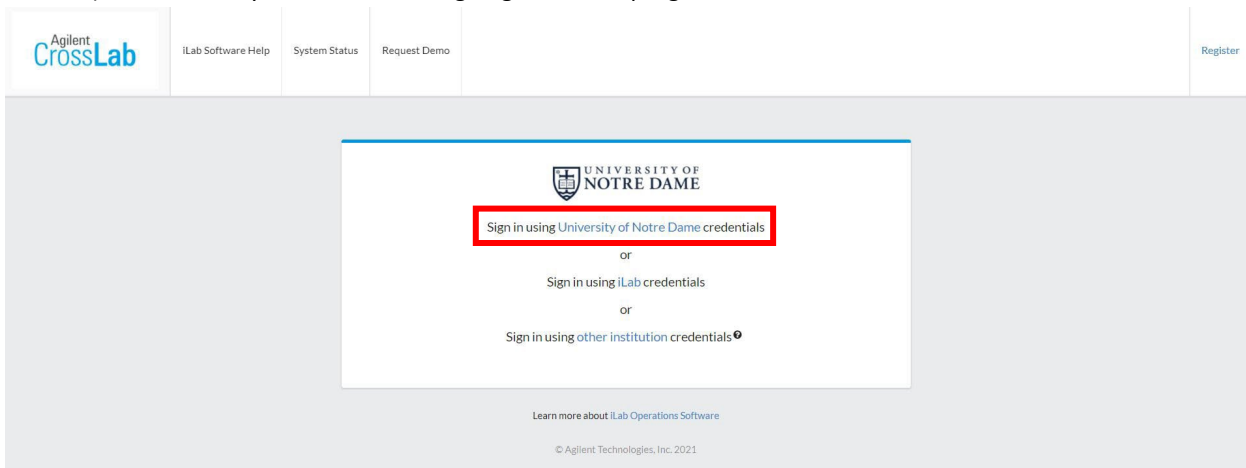 Agilent
CrossLab
iLab Software Help
System Status
Request Demo
Register
UNIVERSITY OF
NOTRE DAME
Sign in using University of Notre Dame credentials
or
Sign in using iLab credentials
or
Sign in using other institution credentials
Learn more about iLab Operations Software
© Agilent Technologies, Inc. 2021